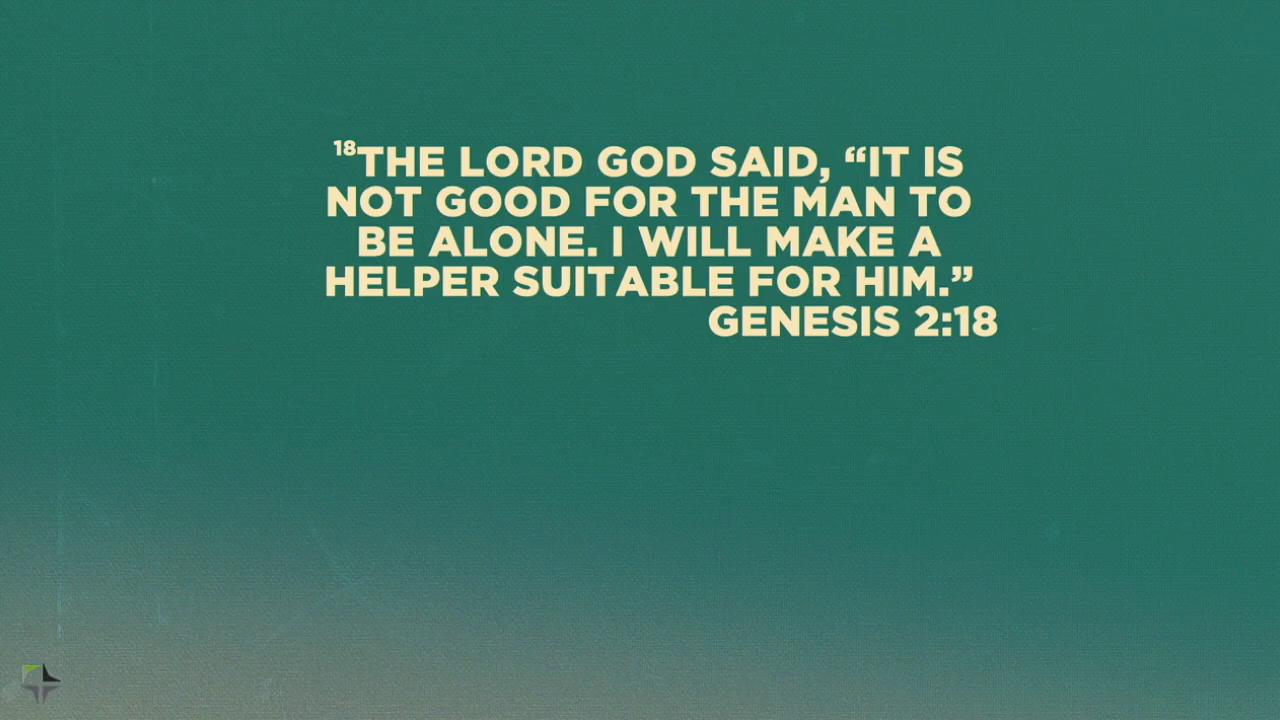 18THE LORD GOD SAID, “IT IS
NOT GOOD FOR THE MAN TO
BE ALONE. I WILL MAKE A
HELPER SUITABLE FOR HIM.”
GENESIS 2:18